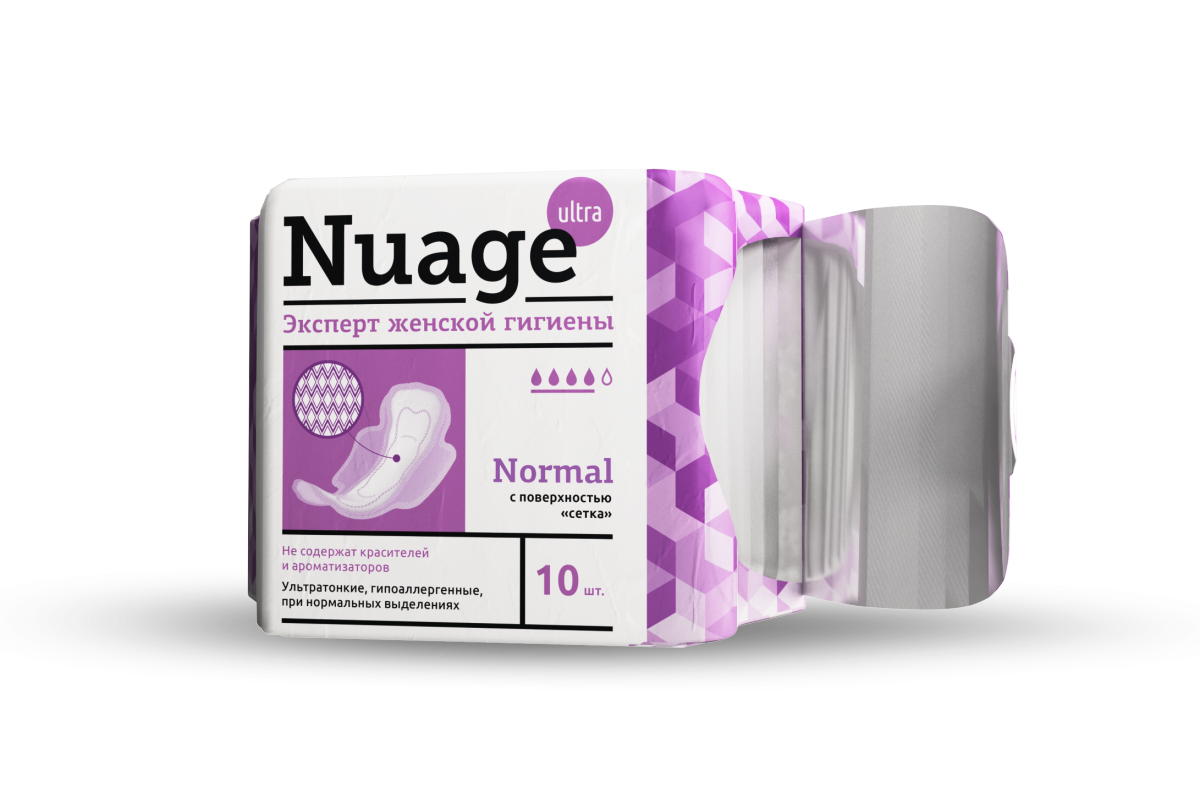 ultra
Nuage
Эксперт женской гигиены
Normal
с поверхностью
«сетка»
Не содержат красителей
и ароматизаторов
Ультратонкие, гипоаллергенные,
при нормальных выделениях
10 шт.